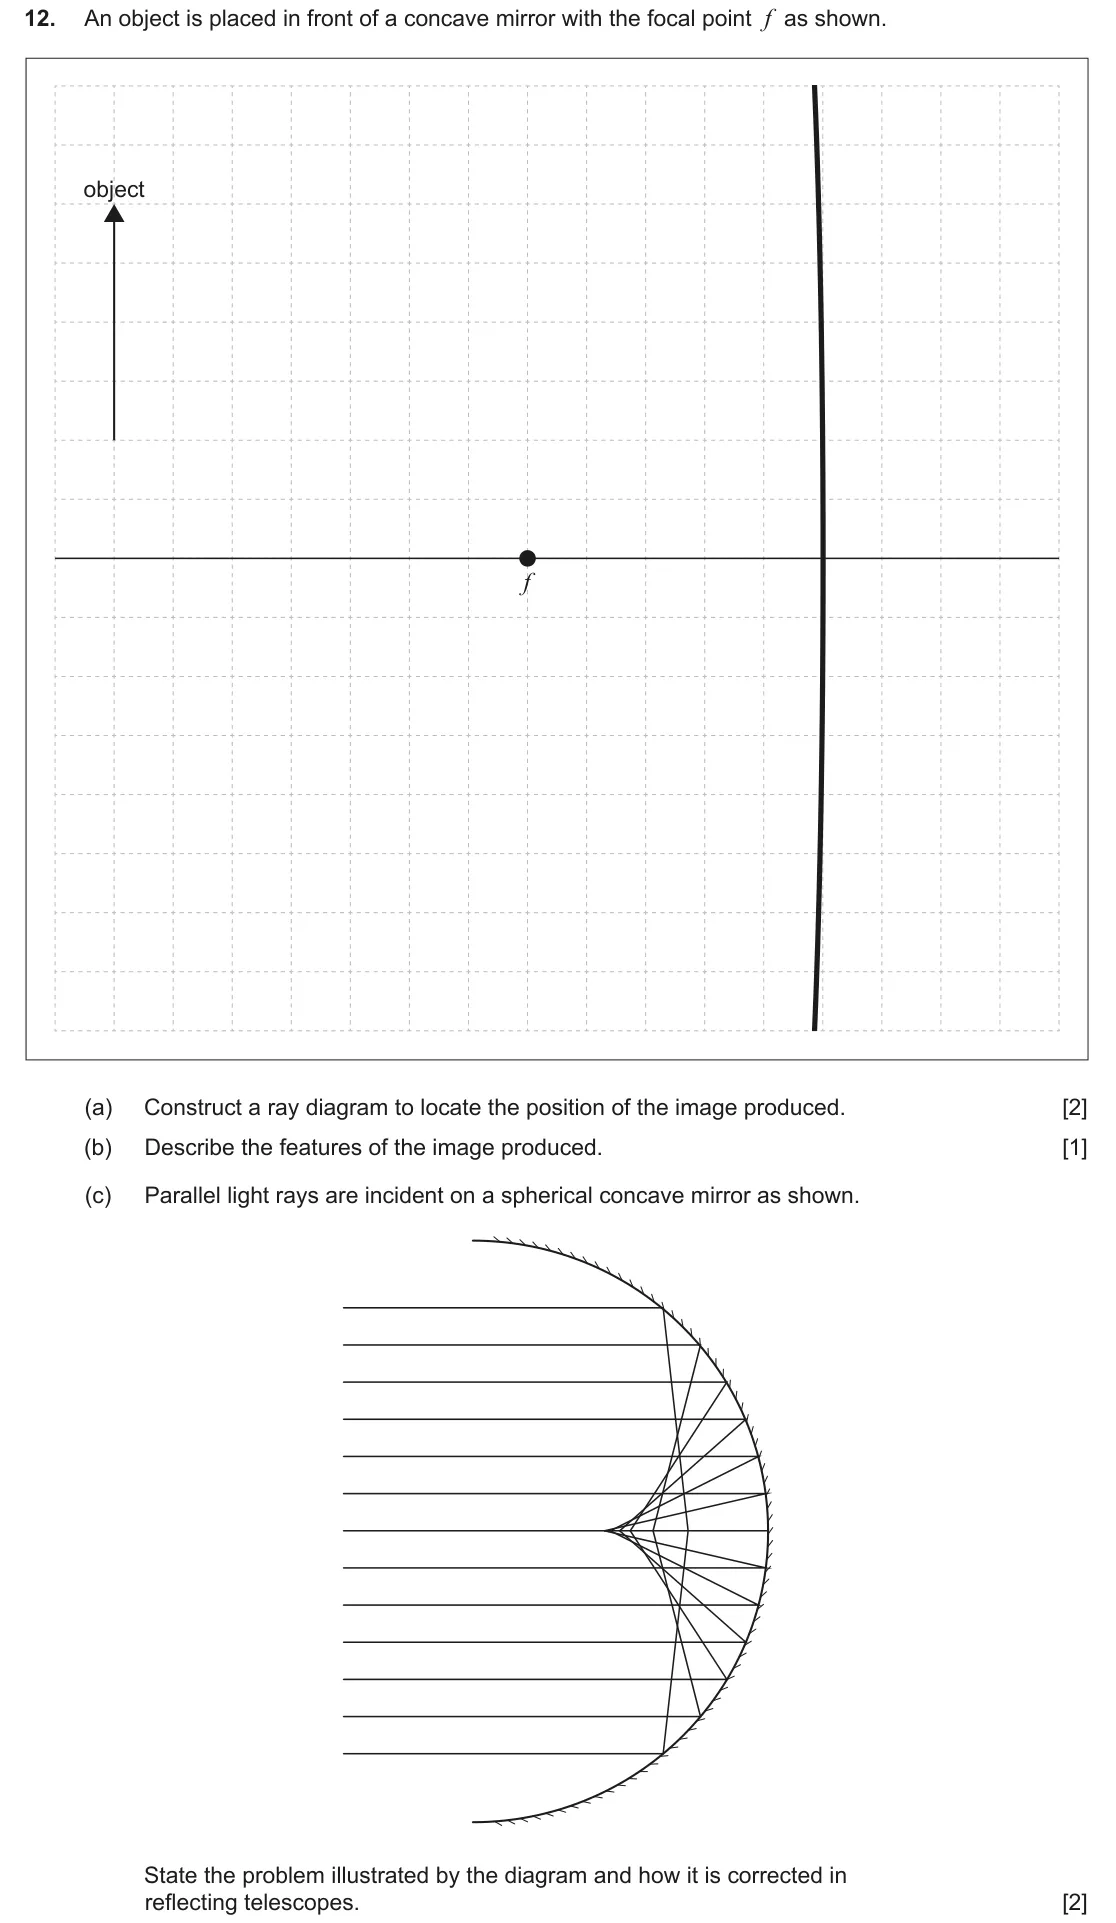 12. An object is placed in front of a concave mirror with the focal point f as shown.
object
f
(a) Construct a ray diagram to locate the position of the image produced. [2]
(b) Describe the features of the image produced. [1]
(c) Parallel light rays are incident on a spherical concave mirror as shown.
State the problem illustrated by the diagram and how it is corrected in
reflecting telescopes. [2]